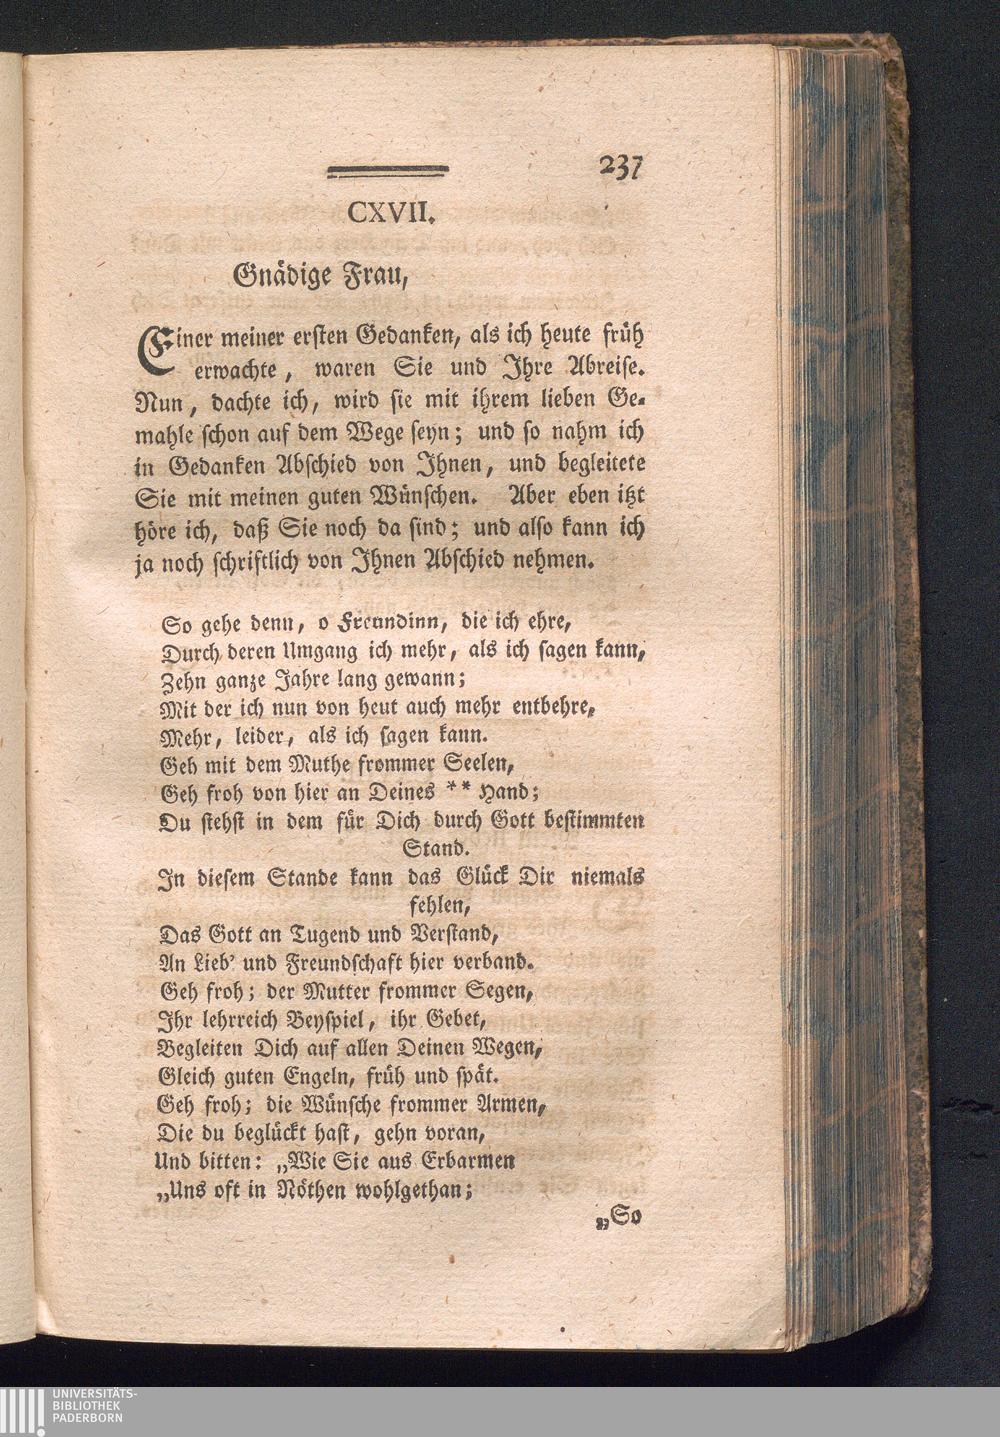 237
CXVII.
Gnädige Frau,
Einer meiner ersten Gedanken, als ich heute früh
erwachte, waren Sie und Ihre Abreise.
Nun, dachte ich, wird sie mit ihrem lieben Ge-
mahle schon auf dem Wege seyn; und so nahm ich
in Gedanken Abschied von Ihnen, und begleitete
Sie mit meinen guten Wünschen. Aber eben itzt
höre ich, daß Sie noch da sind; und also kann ich
ja noch schriftlich von Ihnen Abschied nehmen.
So gehe denn, o Freundinn, die ich ehre,
Durch deren Umgang ich mehr, als ich sagen kann,
Zehn ganze Jahre lang gewann;
Mit der ich nun von heut auch mehr entbehre,
Mehr, leider, als ich sagen kann.
Geh mit dem Muthe frommer Seelen,
Geh froh von hier an Deines ** Hand;
Du stehst in dem für Dich durch Gott bestimmten
Stand.
In diesem Stande kann das Glück Dir niemals
fehlen,
Das Gott an Tugend und Verstand,
An Lieb' und Freundschaft hier verband.
Geh froh; der Mutter frommer Segen,
Ihr lehrreich Beyspiel, ihr Gebet,
Begleiten Dich auf allen Deinen Wegen,
Gleich guten Engeln, früh und spät.
Geh froh; die Wünsche frommer Armen,
Die du beglückt hast, gehn voran,
Und bitten: „Wie Sie aus Erbarmen
„Uns oft in Nöthen wohlgethan;
„So
UNIVERSITÄTS-
BIBLIOTHEK
PADERBORN